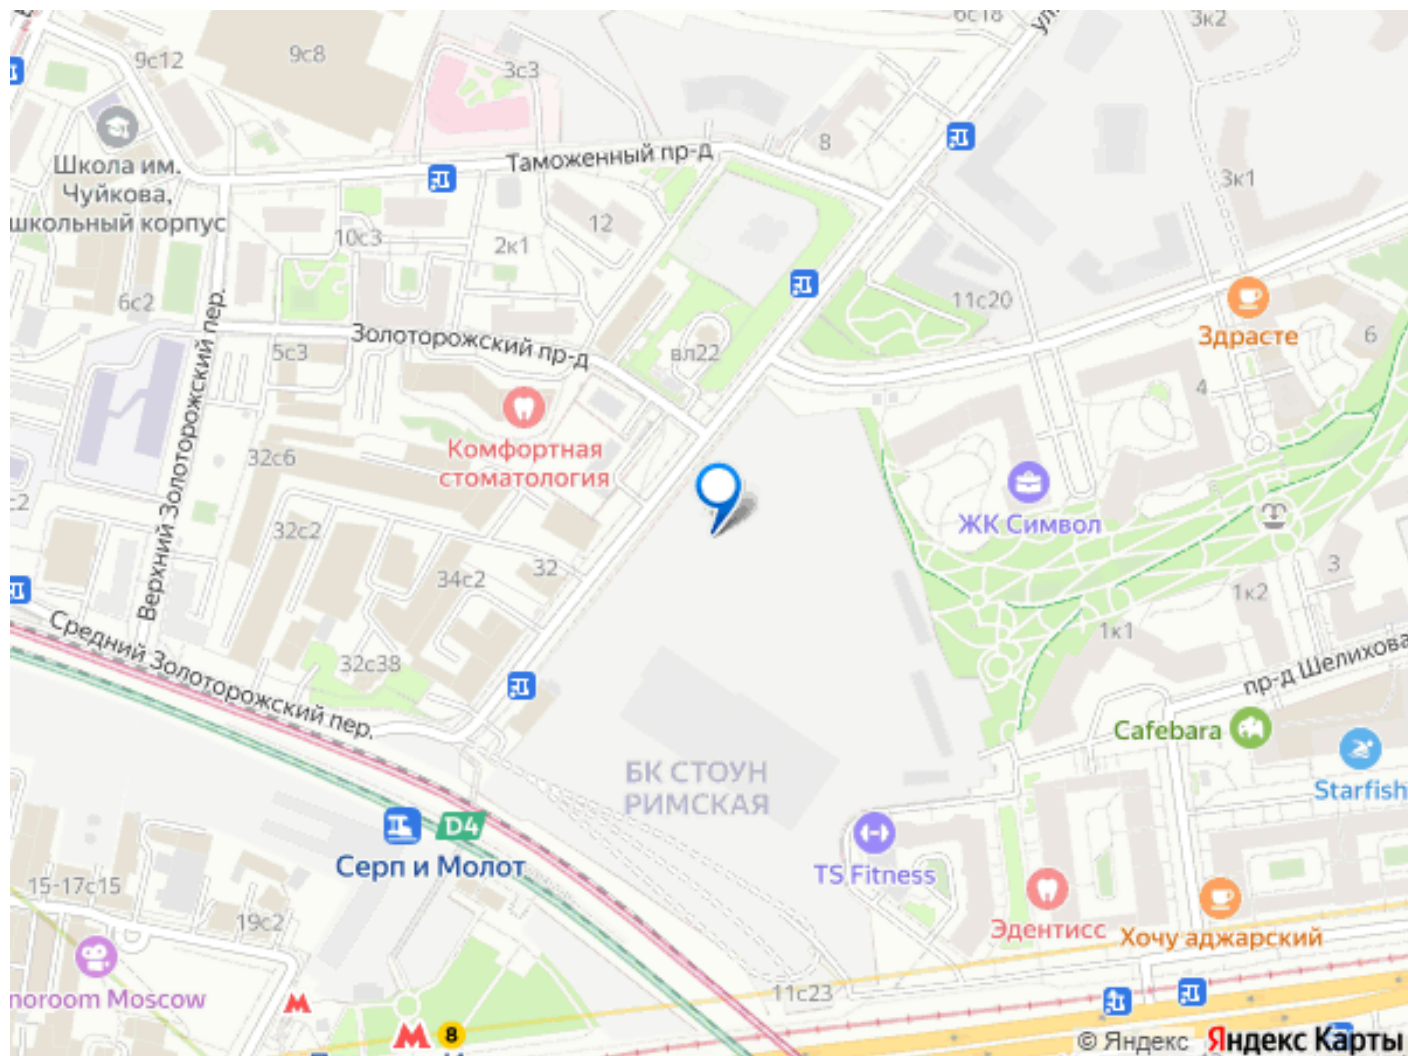 6с18
ул.
3к2
9с12
9с8
3с3
Школа им.
Чуйкова,
школьный корпус
Таможенный пр-д
8
3к1
10с3
2к1
12
6с2
11с20
Здрасте
Золоторожский пр-д
5с3
вл22
6
4
Верхний Золоторожский пер.
Комфортная
стоматология
32с6
с2
32с2
ЖК Символ
34с2
32
3
1к2
1к1
Средний Золоторожский пер.
32с38
пр-д Шелихова
Cafebara
БК СТОУН
РИМСКАЯ
Starfish
D4
Серп и Молот
TS Fitness
15-17с15
19с2
Эдентисс
Хочу аджарский
noroom Moscow
11с23
8
© Яндекс
Яндекс Карты